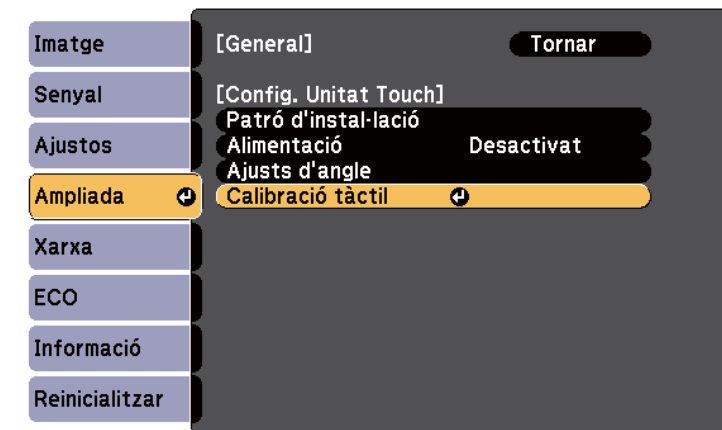 Imatge
Senyal
Ajustos
Ampliada
Xarxa
ECO
Informació
Reinicialitzar
[General] Tornar
[Config. Unitat Touch]
Patró d'instal·lació
Alimentació Desactivat
Ajusts d'angle
Calibració tàctil